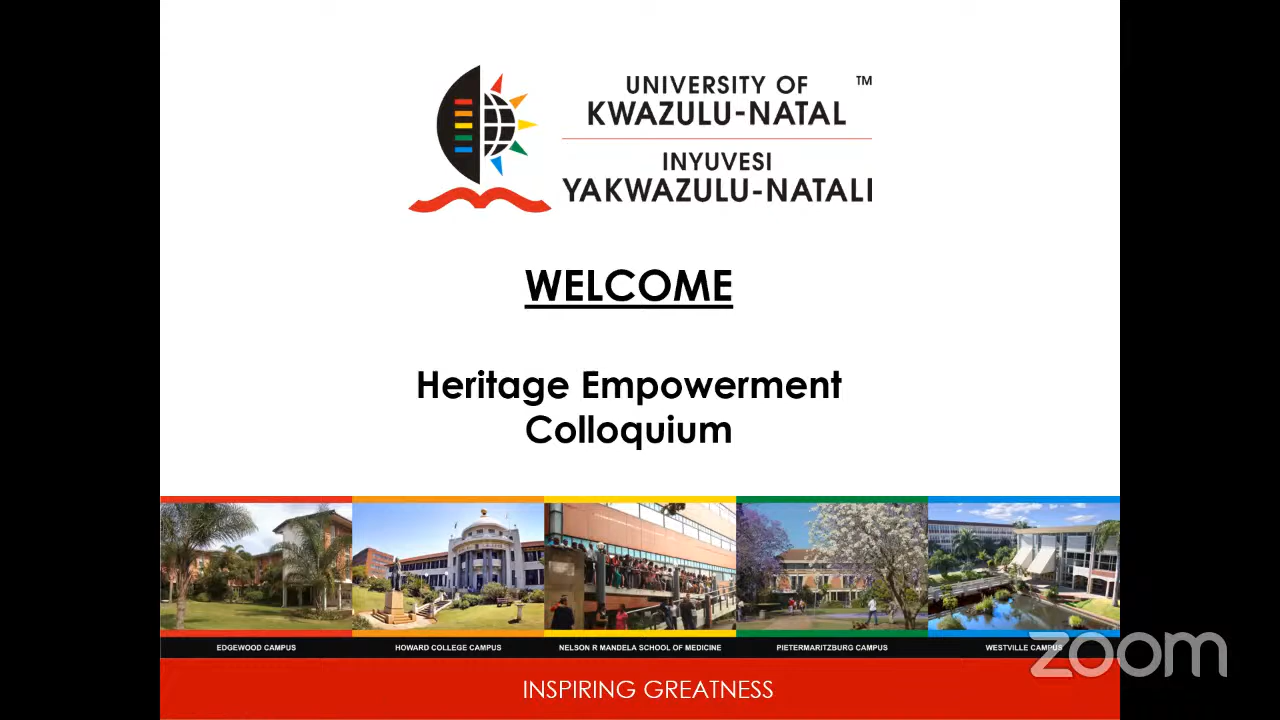 UNIVERSITY OF
KWAZULU-NATAL
TM
INYUVESI
YAKWAZULU-NATALI
WELCOME
Heritage Empowerment
Colloquium
EDGEWOOD CAMPUS
HOWARD COLLEGE CAMPUS
NELSON R MANDELA SCHOOL OF MEDICINE
PIETERMARITZBURG CAMPUS
WESTVILLE CAMPUS
zoom
INSPIRING GREATNESS